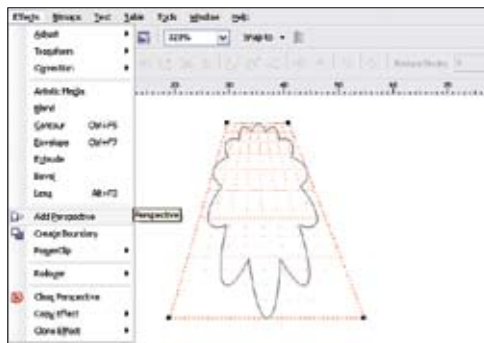 Effects Bitmaps Text Table Tools Window Help
Adjust
Transform
Correction
323%
Snap to
Artistic Media
Blend
Contour Ctrl+F9
Envelope Ctrl+F7
Extrude
Bevel
Lens Alt+F3
Add Perspective
Perspective
Create Boundary
PowerClip
Rollover
Clear Perspective
Copy Effect
Clone Effect